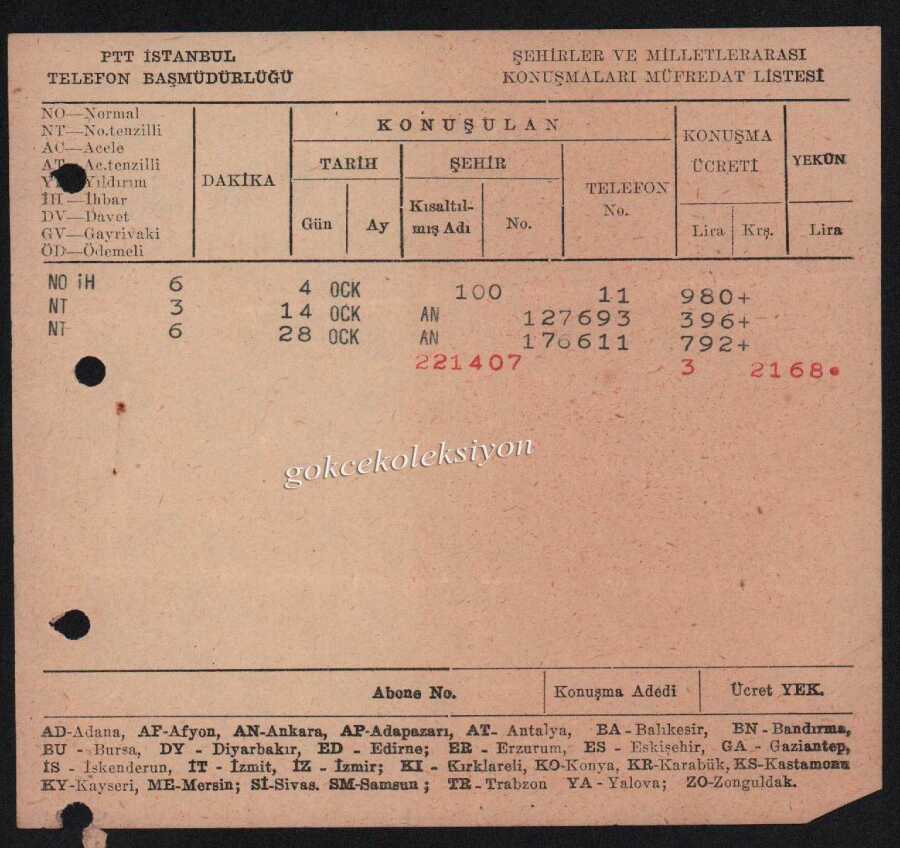 PTT İSTANBUL
TELEFON BAŞMÜDÜRLÜĞÜ
ŞEHİRLER VE MİLLETLERARASI
KONUŞMALARI MÜFREDAT LİSTESİ
NO—Normal
NT—No.tenzilli
AC—Acele
AT—Ac.tenzilli
Yıldırım
İH—İhbar
DV—Davet
GV—Gayrivaki
ÖD—Ödemeli
DAKİKA
KONUŞULAN
TARİH
Gün Ay
ŞEHİR
Kısaltıl-
mış Adı
No.
TELEFON
No.
KONUŞMA
ÜCRETİ
Lira Krş.
YEKÜN
Lira
NO İH 6 4 OCK 100 11 980+
NT 3 14 OCK AN 127693 396+
NT 6 28 OCK AN 176611 792+
221407 3 2168•
gokcekoleksiyon
Abone No. Konuşma Adedi Ücret YEK.
AD-Adana, AF-Afyon, AN-Ankara, AP-Adapazarı, AT- Antalya, BA-Balıkesir, BN-Bandırma,
BU - Bursa, DY - Diyarbakır, ED - Edirne; ER - Erzurum, ES - Eskişehir, GA - Gaziantep,
İS - İskenderun, İT - İzmit, İZ - İzmir; KI - Kırklareli, KO-Konya, KR-Karabük, KS-Kastamonu
KY-Kayseri, ME-Mersin; Sİ-Sivas. SM-Samsun; TR-Trabzon YA-Yalova; ZO-Zonguldak.